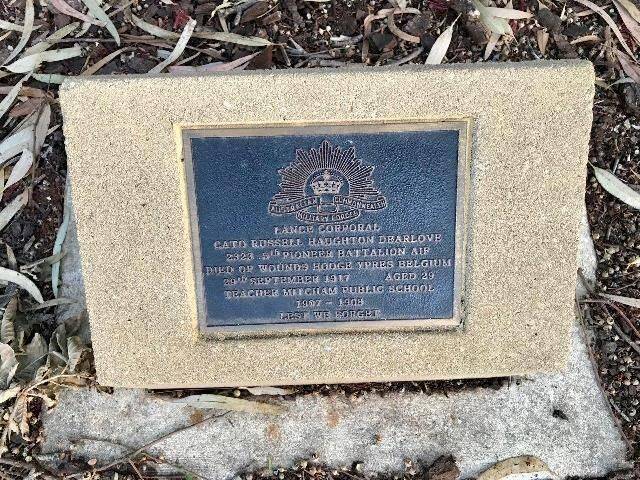 AUSTRALIAN COMMONWEALTH
MILITARY FORCES
LANCE CORPORAL
CATO RUSSELL HAUGHTON DEARLOVE
2323 5TH PIONEER BATTALION AIF
DIED OF WOUNDS HOOGE YPRES BELGIUM
29TH SEPTEMBER 1917 AGED 29
TEACHER MITCHAM PUBLIC SCHOOL
1907 – 1908
LEST WE FORGET